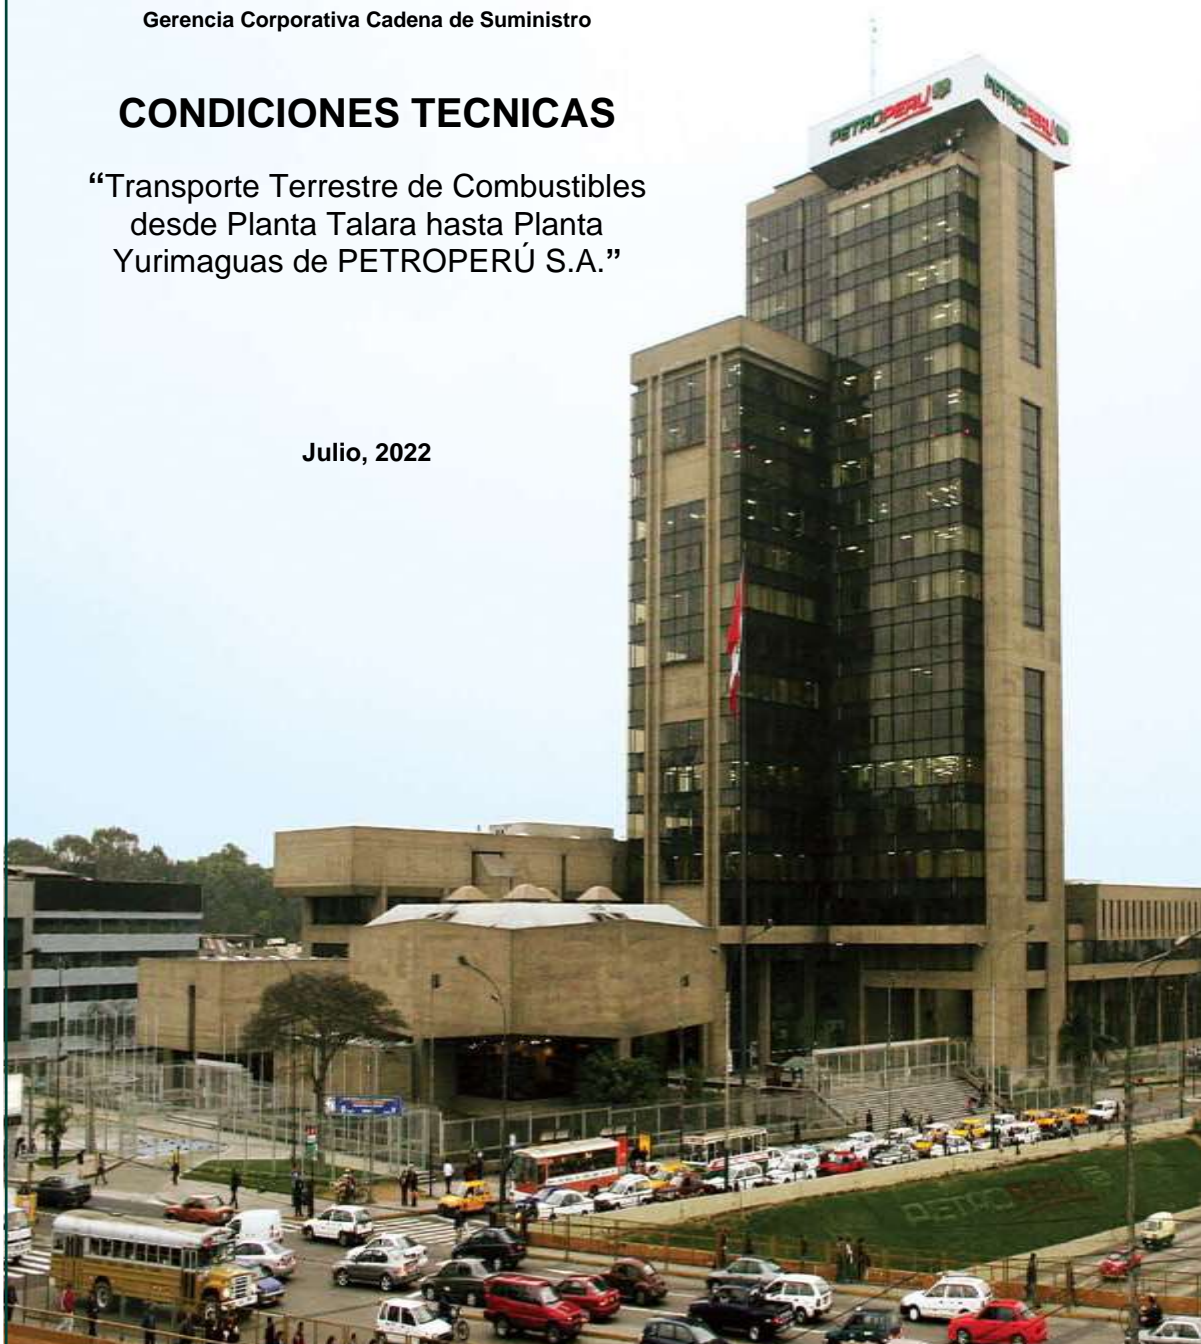 Gerencia Corporativa Cadena de Suministro
CONDICIONES TECNICAS
“Transporte Terrestre de Combustibles
desde Planta Talara hasta Planta
Yurimaguas de PETROPERÚ S.A.”
Julio, 2022
PETROPERÚ
PETROPERÚ
PETROPERÚ